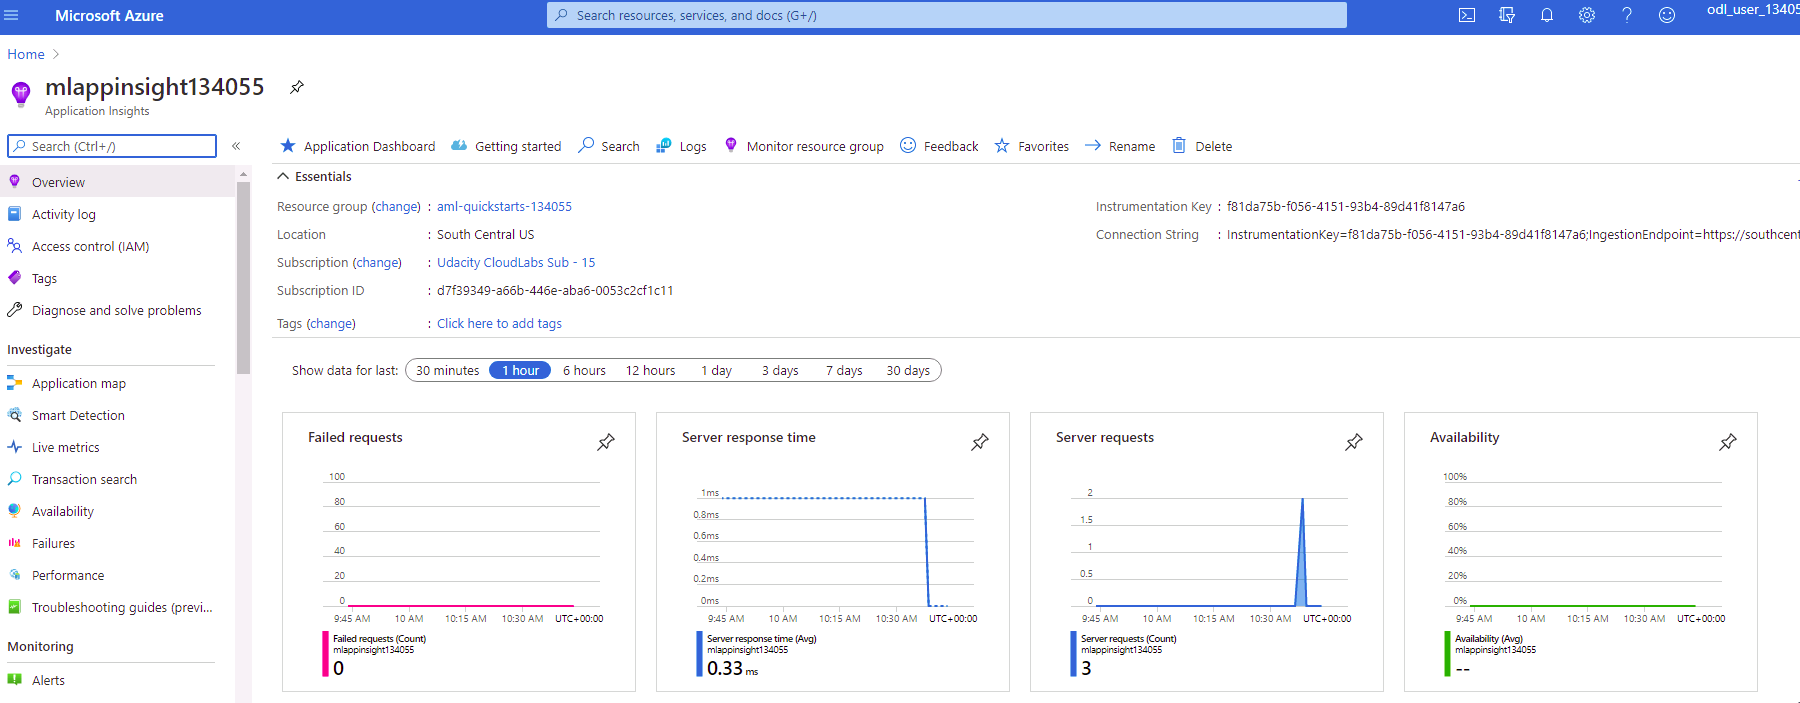 Microsoft Azure
Search resources, services, and docs (G+/)
odl_user_13405
Home
mlappinsight134055
Application Insights
Search (Ctrl+/)
Overview
Activity log
Access control (IAM)
Tags
Diagnose and solve problems
Investigate
Application map
Smart Detection
Live metrics
Transaction search
Availability
Failures
Performance
Troubleshooting guides (previ...
Monitoring
Alerts
Application Dashboard Getting started Search Logs Monitor resource group Feedback Favorites Rename Delete
Essentials
Resource group (change) : aml-quickstarts-134055
Location : South Central US
Subscription (change) : Udacity CloudLabs Sub - 15
Subscription ID : d7f39349-a66b-446e-aba6-0053c2cf1c11
Tags (change) : Click here to add tags
Instrumentation Key : f81da75b-f056-4151-93b4-89d41f8147a6
Connection String : InstrumentationKey=f81da75b-f056-4151-93b4-89d41f8147a6;IngestionEndpoint=https://southcent
Show data for last: 30 minutes 1 hour 6 hours 12 hours 1 day 3 days 7 days 30 days
Failed requests
100
80
60
40
20
0
9:45 AM 10 AM 10:15 AM 10:30 AM UTC+00:00
Failed requests (Count)
mlappinsight134055
0
Server response time
1ms
0.8ms
0.6ms
0.4ms
0.2ms
0ms
9:45 AM 10 AM 10:15 AM 10:30 AM UTC+00:00
Server response time (Avg)
mlappinsight134055
0.33 ms
Server requests
2
1.5
1
0.5
0
9:45 AM 10 AM 10:15 AM 10:30 AM UTC+00:00
Server requests (Count)
mlappinsight134055
3
Availability
100%
80%
60%
40%
20%
0%
9:45 AM 10 AM 10:15 AM 10:30 AM UTC+00:00
Availability (Avg)
mlappinsight134055
--